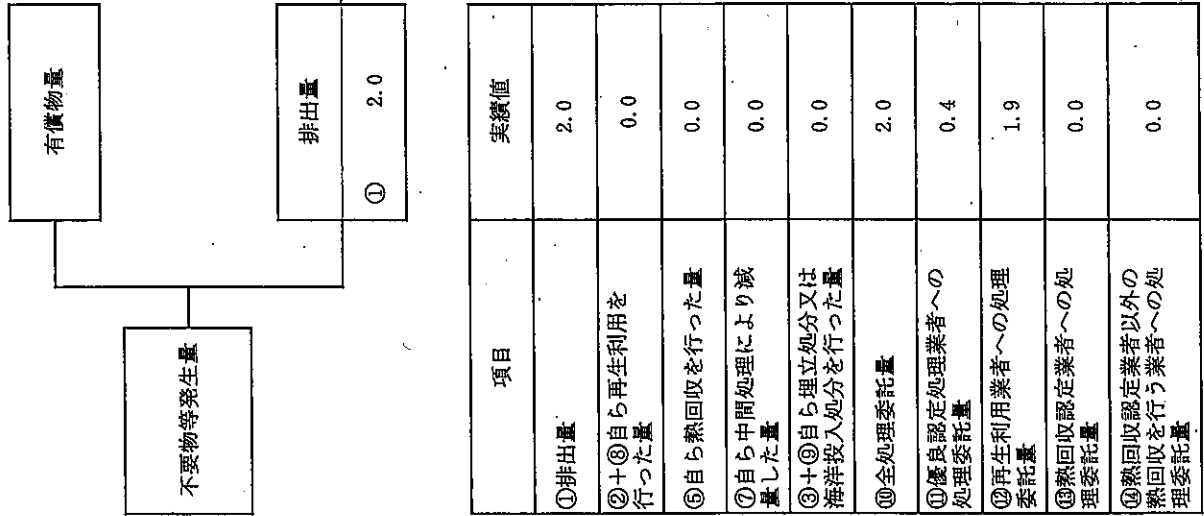 不要物等発生量
有償物量
排出量
① 2.0
項目 実績値
①排出量 2.0
②+⑧自ら再生利用を
行った量 0.0
⑤自ら熱回収を行った量 0.0
⑦自ら中間処理により減
量した量 0.0
③+⑨自ら埋立処分又は
海洋投入処分を行った量 0.0
⑩全処理委託量 2.0
⑪優良認定処理業者への
処理委託量 0.4
⑫再生利用業者への処理
委託量 1.9
⑬熱回収認定業者への処
理委託量 0.0
⑭熱回収認定業者以外の
熱回収を行う業者への処
理委託量 0.0